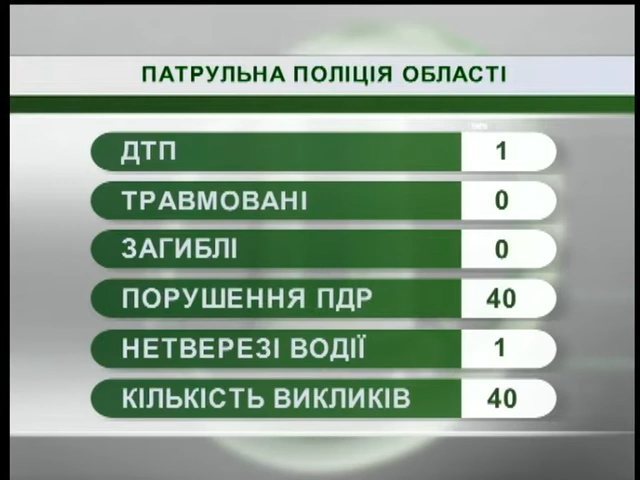 ПАТРУЛЬНА ПОЛІЦІЯ ОБЛАСТІ
ДТП 1
ТРАВМОВАНІ 0
ЗАГИБЛІ 0
ПОРУШЕННЯ ПДР 40
НЕТВЕРЕЗІ ВОДІЇ 1
КІЛЬКІСТЬ ВИКЛИКІВ 40